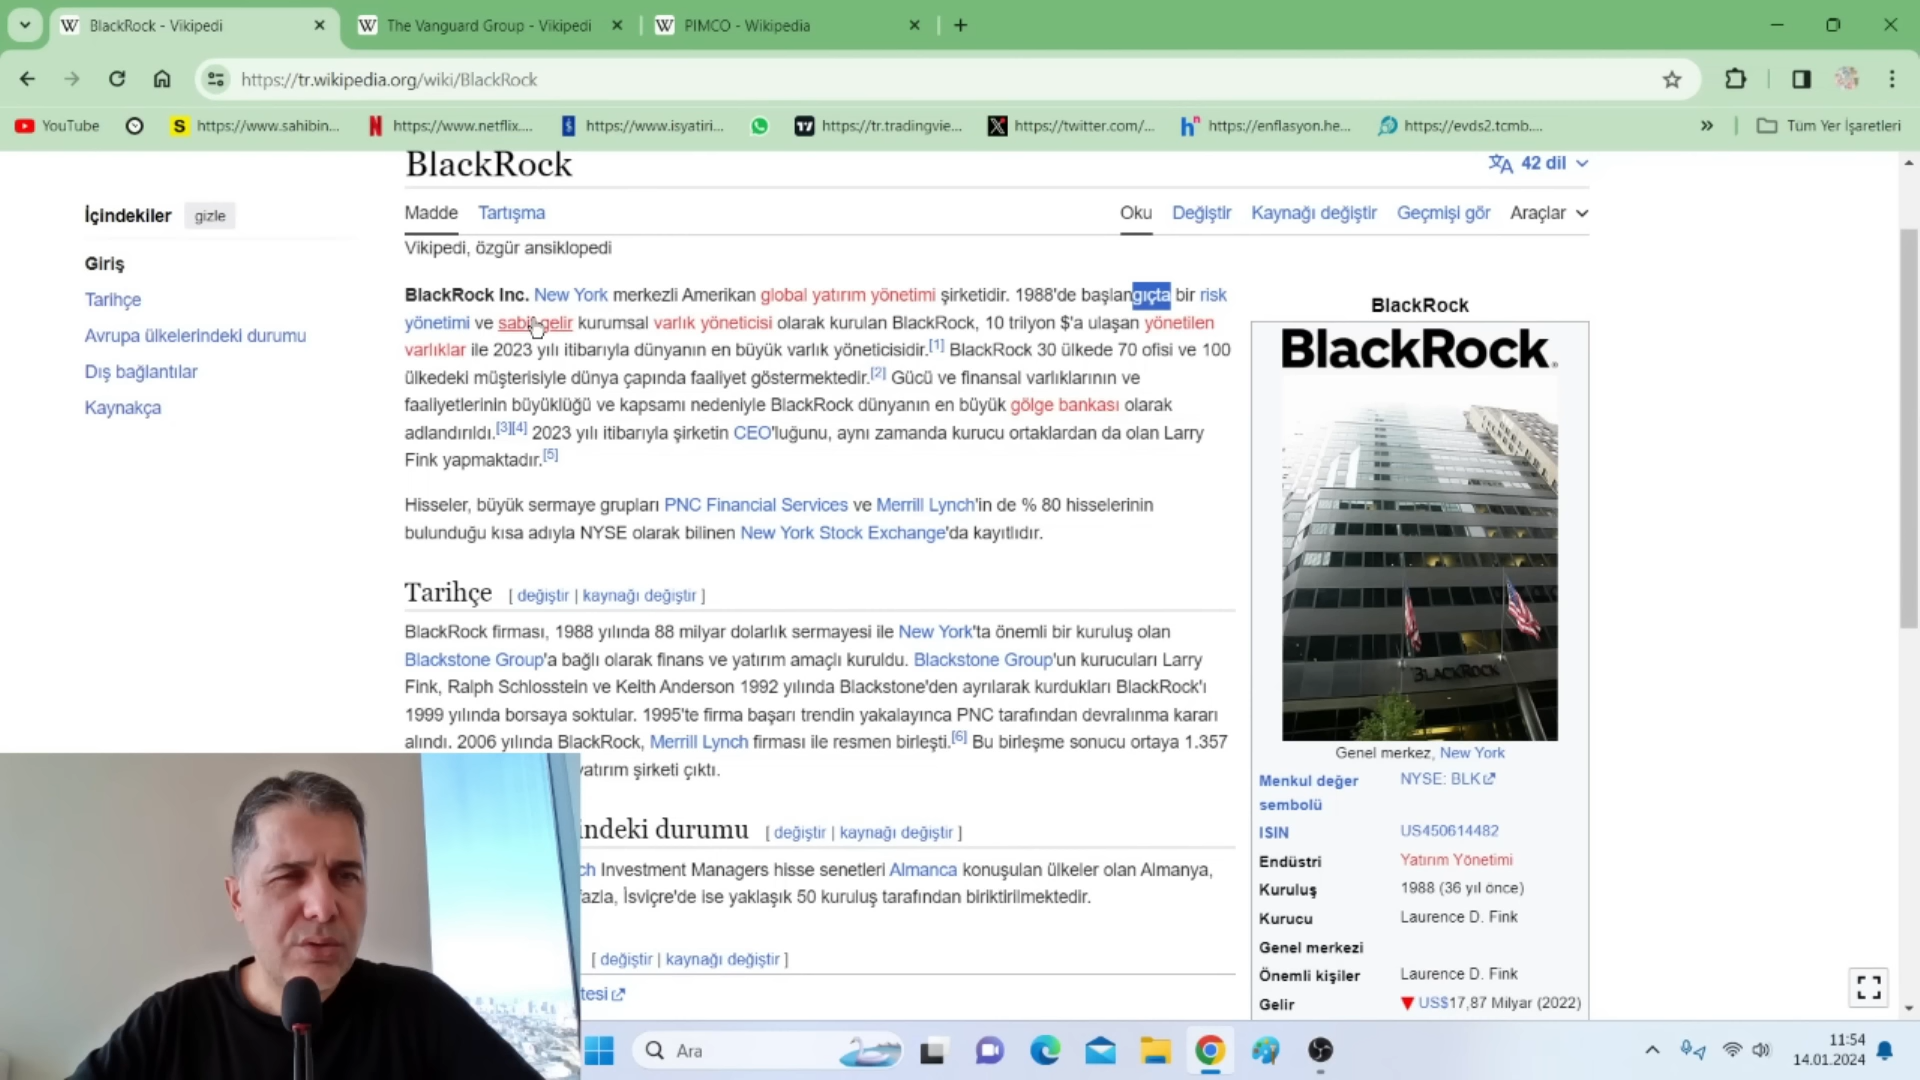 BlackRock - Vikipedi
The Vanguard Group - Vikipedi
PIMCO - Wikipedia
https://tr.wikipedia.org/wiki/BlackRock
YouTube
https://www.sahibin...
https://www.netflix....
https://www.isyatiri...
https://tr.tradingvie...
https://twitter.com/...
https://enflasyon.he...
https://evds2.tcmb....
Tüm Yer İşaretleri
BlackRock
42 dil
İçindekiler
gizle
Giriş
Tarihçe
Avrupa ülkelerindeki durumu
Dış bağlantılar
Kaynakça
Madde
Tartışma
Oku
Değiştir
Kaynağı değiştir
Geçmişi gör
Araçlar
Vikipedi, özgür ansiklopedi
BlackRock Inc. New York merkezli Amerikan global yatırım yönetimi şirketidir. 1988'de başlangıçta bir risk
yönetimi ve sabit gelir kurumsal varlık yöneticisi olarak kurulan BlackRock, 10 trilyon $'a ulaşan yönetilen
varlıklar ile 2023 yılı itibarıyla dünyanın en büyük varlık yöneticisidir.[1] BlackRock 30 ülkede 70 ofisi ve 100
ülkedeki müşterisiyle dünya çapında faaliyet göstermektedir.[2] Gücü ve finansal varlıklarının ve
faaliyetlerinin büyüklüğü ve kapsamı nedeniyle BlackRock dünyanın en büyük gölge bankası olarak
adlandırıldı.[3][4] 2023 yılı itibarıyla şirketin CEO'luğunu, aynı zamanda kurucu ortaklardan da olan Larry
Fink yapmaktadır.[5]
Hisseler, büyük sermaye grupları PNC Financial Services ve Merrill Lynch'in de % 80 hisselerinin
bulunduğu kısa adıyla NYSE olarak bilinen New York Stock Exchange'da kayıtlıdır.
Tarihçe [ değiştir | kaynağı değiştir ]
BlackRock firması, 1988 yılında 88 milyar dolarlık sermayesi ile New York'ta önemli bir kuruluş olan
Blackstone Group'a bağlı olarak finans ve yatırım amaçlı kuruldu. Blackstone Group'un kurucuları Larry
Fink, Ralph Schlosstein ve Keith Anderson 1992 yılında Blackstone'den ayrılarak kurdukları BlackRock'ı
1999 yılında borsaya soktular. 1995'te firma başarı trendin yakalayınca PNC tarafından devralınma kararı
alındı. 2006 yılında BlackRock, Merrill Lynch firması ile resmen birleşti.[6] Bu birleşme sonucu ortaya 1.357
yatırım şirketi çıktı.
indeki durumu [ değiştir | kaynağı değiştir ]
ch Investment Managers hisse senetleri Almanca konuşulan ülkeler olan Almanya,
fazla, İsviçre'de ise yaklaşık 50 kuruluş tarafından biriktirilmektedir.
[ değiştir | kaynağı değiştir ]
tesi
BlackRock
BlackRock.
BLACKROCK
Genel merkez, New York
Menkul değer sembolü
NYSE: BLK
ISIN
US450614482
Endüstri
Yatırım Yönetimi
Kuruluş
1988 (36 yıl önce)
Kurucu
Laurence D. Fink
Genel merkezi
Önemli kişiler
Laurence D. Fink
Gelir
US$17,87 Milyar (2022)
Ara
11:54
14.01.2024